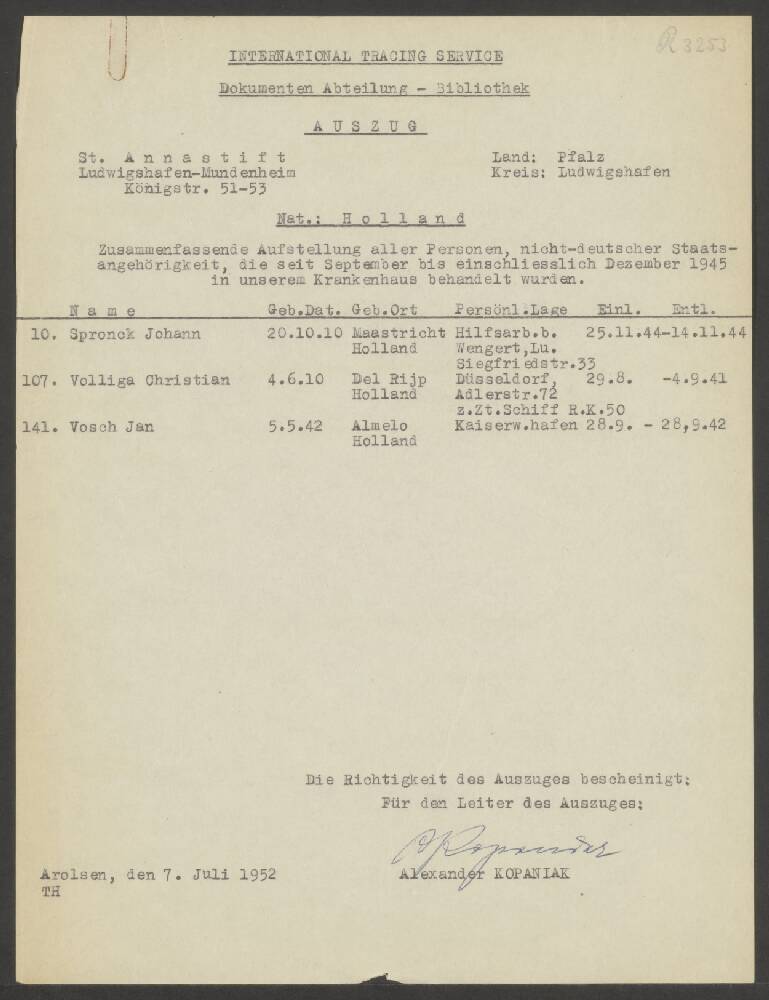 R 3253
INTERNATIONAL TRACING SERVICE
Dokumenten Abteilung - Bibliothek
A U S Z U G
St. A n n a s t i f t Land: Pfalz
Ludwigshafen-Mundenheim Kreis: Ludwigshafen
Königstr. 51-53
Nat.: H o l l a n d
Zusammenfassende Aufstellung aller Personen, nicht-deutscher Staats-
angehörigkeit, die seit September bis einschliesslich Dezember 1945
in unserem Krankenhaus behandelt wurden.
N a m e Geb.Dat. Geb.Ort Persönl.Lage Einl. Entl.
10. Spronck Johann 20.10.10 Maastricht Hilfsarb.b. 25.11.44-14.11.44
Holland Wengert,Lu.
Siegfriedstr.33
107. Volliga Christian 4.6.10 Del Rijp Düsseldorf, 29.8. -4.9.41
Holland Adlerstr.72
z.Zt.Schiff R.K.50
141. Vosch Jan 5.5.42 Almelo Kaiserw.hafen 28.9. - 28,9.42
Holland
Die Richtigkeit des Auszuges bescheinigt:
Für den Leiter des Auszuges:
Arolsen, den 7. Juli 1952 Alexander KOPANIAK
TH